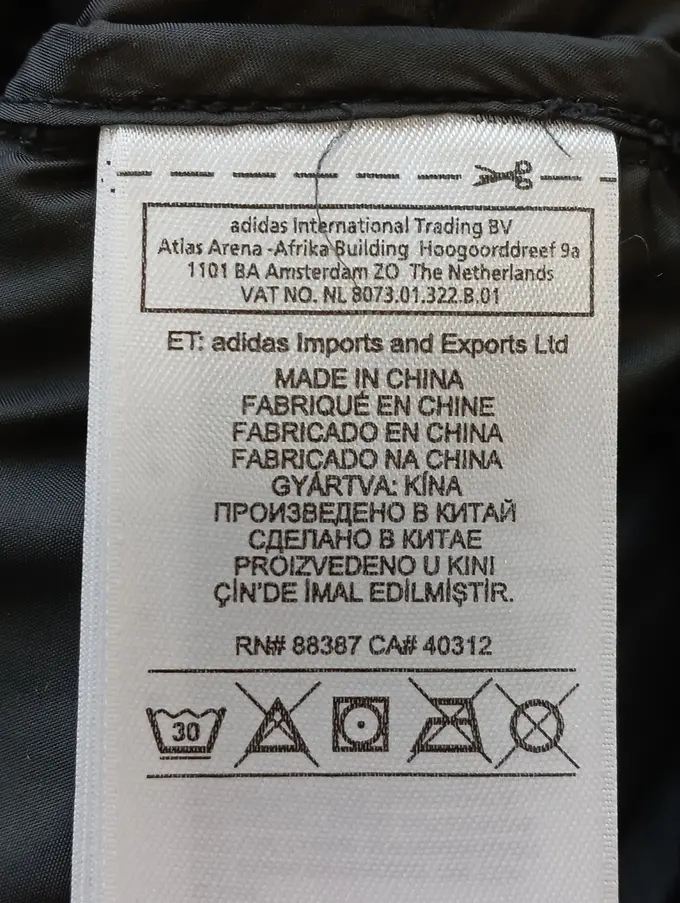 adidas International Trading BV
Atlas Arena -Afrika Building Hoogoorddreef 9a
1101 BA Amsterdam ZO The Netherlands
VAT NO. NL 8073.01.322.B.01
ET: adidas Imports and Exports Ltd
MADE IN CHINA
FABRIQUÉ EN CHINE
FABRICADO EN CHINA
FABRICADO NA CHINA
GYÁRTVA: KÍNA
ПРОИЗВЕДЕНО В КИТАЙ
СДЕЛАНО В КИТАЕ
PROIZVEDENO U KINI
ÇİN'DE İMAL EDİLMİŞTİR.
RN# 88387 CA# 40312
30